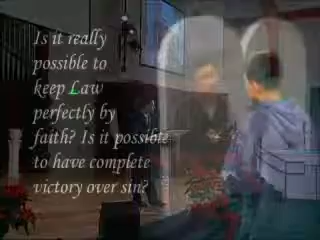 Is it really
possible to
keep Law
perfectly by
faith? Is it possible
to have complete
victory over sin?